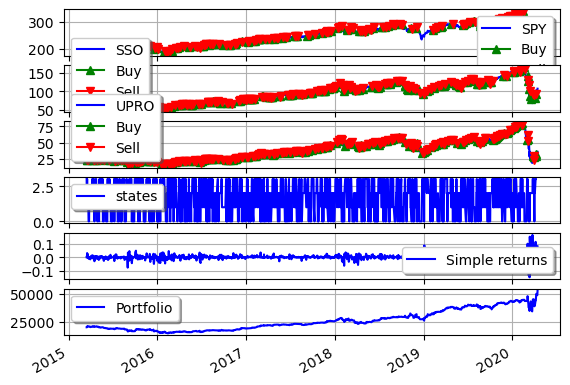 300
200
SPY
Buy
SSO
Buy
Sell
150
100
50
UPRO
Buy
Sell
75
50
25
2.5
0.0
states
0.1
0.0
−0.1
Simple returns
50000
25000
Portfolio
2015
2016
2017
2018
2019
2020